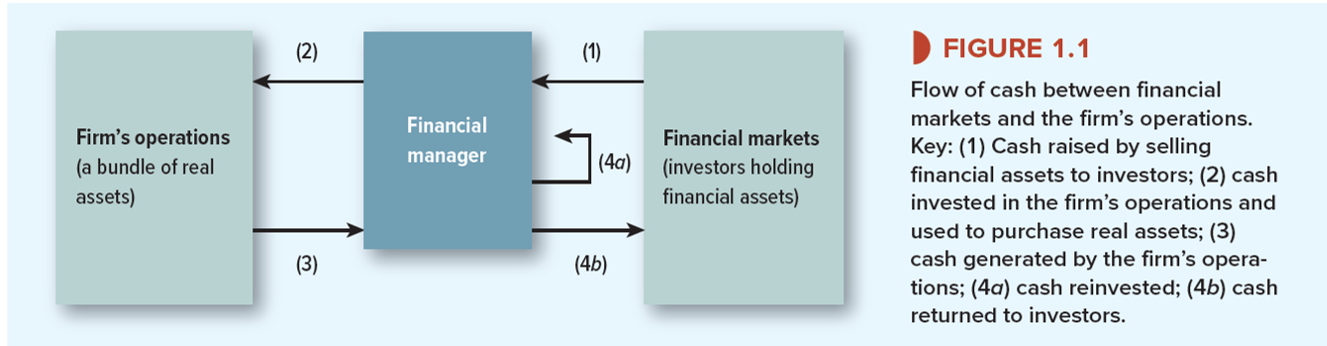 (2)
(1)
Firm's operations
(a bundle of real
assets)
Financial
manager
(4a)
Financial markets
(investors holding
financial assets)
(3)
(4b)
FIGURE 1.1
Flow of cash between financial
markets and the firm's operations.
Key: (1) Cash raised by selling
financial assets to investors; (2) cash
invested in the firm's operations and
used to purchase real assets; (3)
cash generated by the firm's opera-
tions; (4a) cash reinvested; (4b) cash
returned to investors.